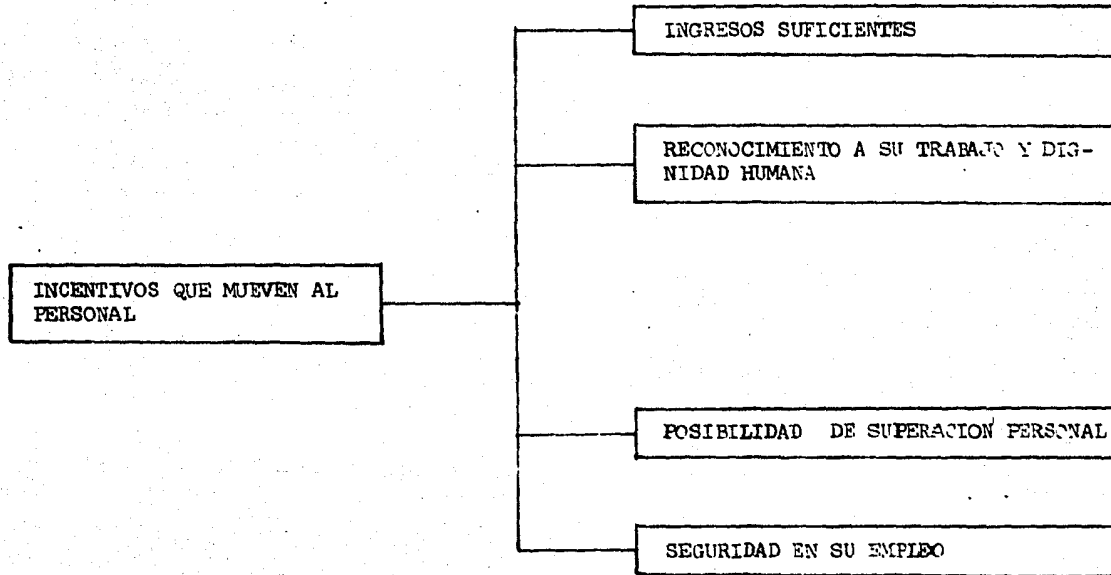 INGRESOS SUFICIENTES
RECONOCIMIENTO A SU TRABAJO Y DIG-
NIDAD HUMANA
INCENTIVOS QUE MUEVEN AL
PERSONAL
POSIBILIDAD DE SUPERACION PERSONAL
SEGURIDAD EN SU EMPLEO